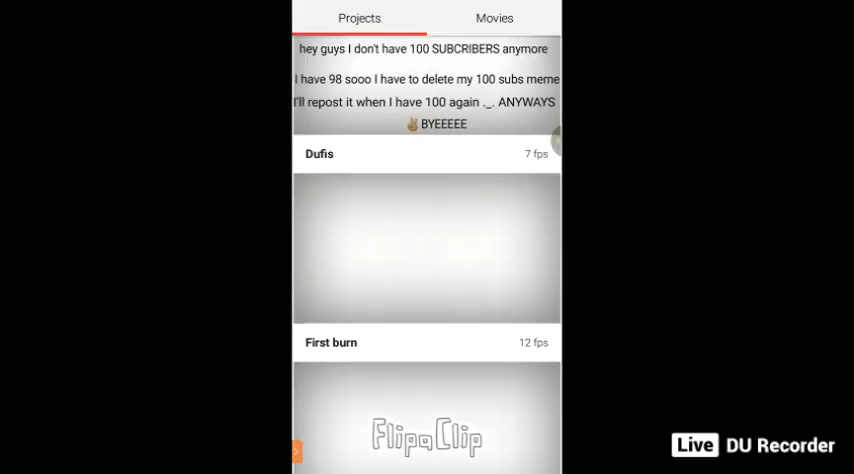 Projects Movies
hey guys I don't have 100 SUBCRIBERS anymore
I have 98 sooo I have to delete my 100 subs meme
I'll repost it when I have 100 again ._. ANYWAYS
✌BYEEEEE
Dufis 7 fps
First burn 12 fps
FlipaClip
Live DU Recorder